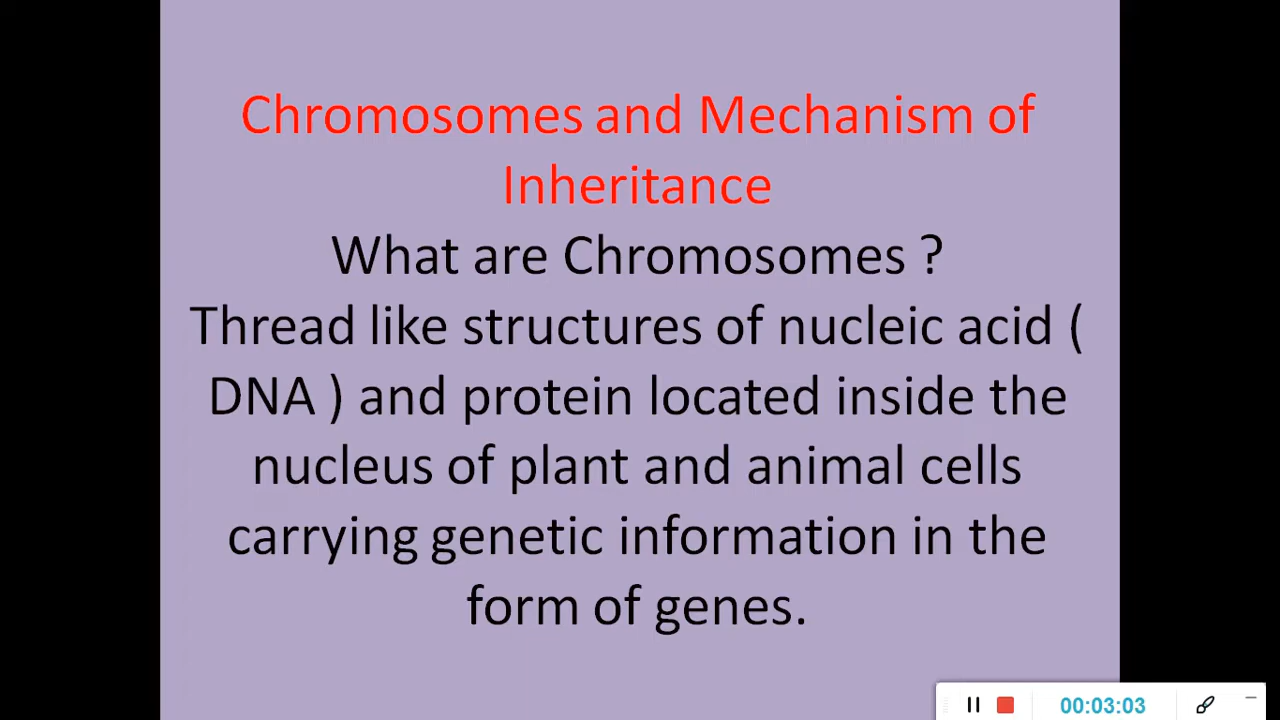 Chromosomes and Mechanism of
Inheritance
What are Chromosomes ?
Thread like structures of nucleic acid (
DNA ) and protein located inside the
nucleus of plant and animal cells
carrying genetic information in the
form of genes.
00:03:03